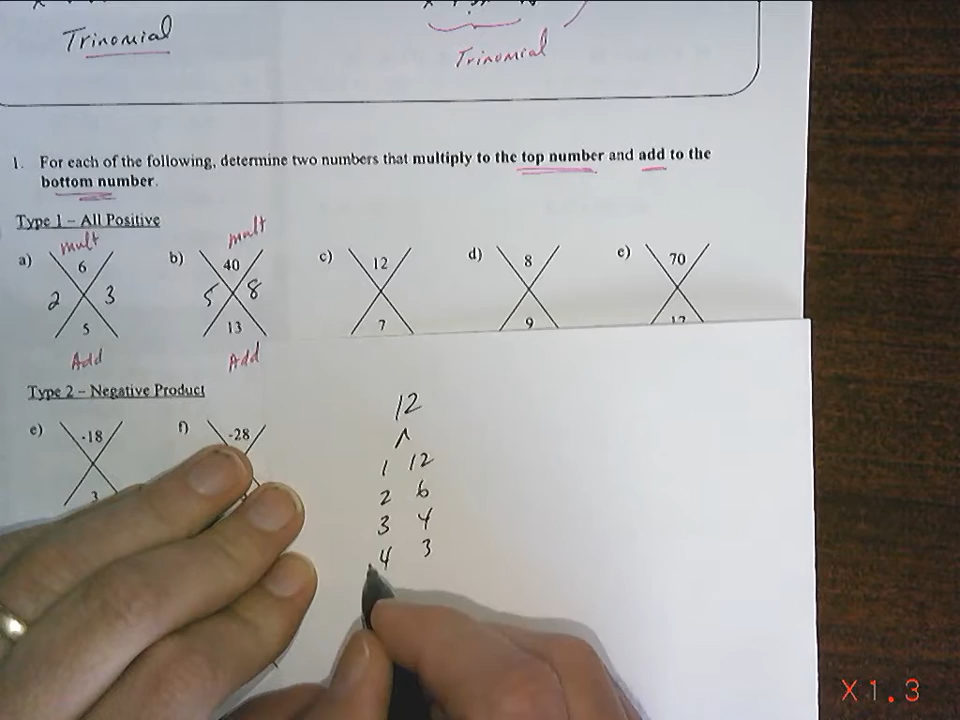 Trinomial
Trinomial
1. For each of the following, determine two numbers that multiply to the top number and add to the
bottom number.
Type 1 – All Positive
mult
mult
a) 6
2 3
5
Add
b) 40
5 8
13
Add
c) 12
7
d) 8
9
e) 70
Type 2 – Negative Product
e) -18
3
f) -28
12
1 12
2 6
3 4
4 3
X1.3